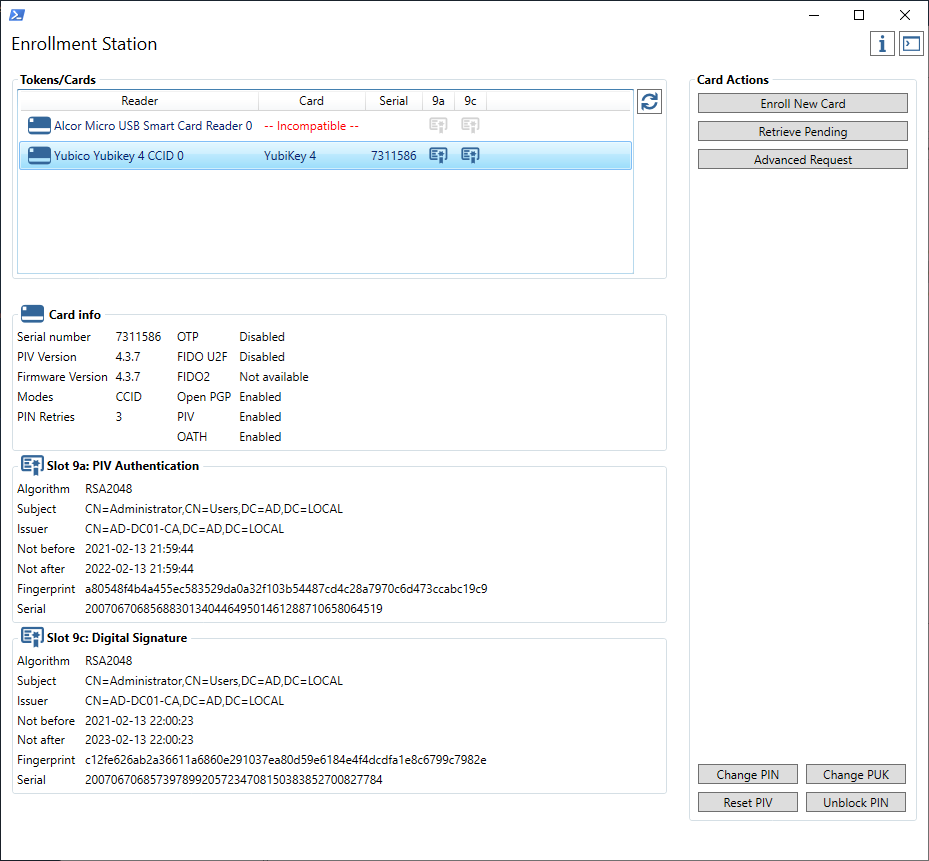 Enrollment Station
Tokens/Cards
Reader Card Serial 9a 9c
Alcor Micro USB Smart Card Reader 0 -- Incompatible --
Yubico Yubikey 4 CCID 0 YubiKey 4 7311586
Card info
Serial number 7311586 OTP Disabled
PIV Version 4.3.7 FIDO U2F Disabled
Firmware Version 4.3.7 FIDO2 Not available
Modes CCID Open PGP Enabled
PIN Retries 3 PIV Enabled
OATH Enabled
Slot 9a: PIV Authentication
Algorithm RSA2048
Subject CN=Administrator,CN=Users,DC=AD,DC=LOCAL
Issuer CN=AD-DC01-CA,DC=AD,DC=LOCAL
Not before 2021-02-13 21:59:44
Not after 2022-02-13 21:59:44
Fingerprint a80548f4b4a455ec583529da0a32f103b54487cd4c28a7970c6d473ccabc19c9
Serial 2007067068568830134044649501461288710658064519
Slot 9c: Digital Signature
Algorithm RSA2048
Subject CN=Administrator,CN=Users,DC=AD,DC=LOCAL
Issuer CN=AD-DC01-CA,DC=AD,DC=LOCAL
Not before 2021-02-13 22:00:23
Not after 2023-02-13 22:00:23
Fingerprint c12fe626ab2a36611a6860e291037ea80d59e6184e4f4dcdfa1e8c6799c7982e
Serial 2007067068573978992057234708150383852700827784
Card Actions
Enroll New Card
Retrieve Pending
Advanced Request
Change PIN Change PUK
Reset PIV Unblock PIN